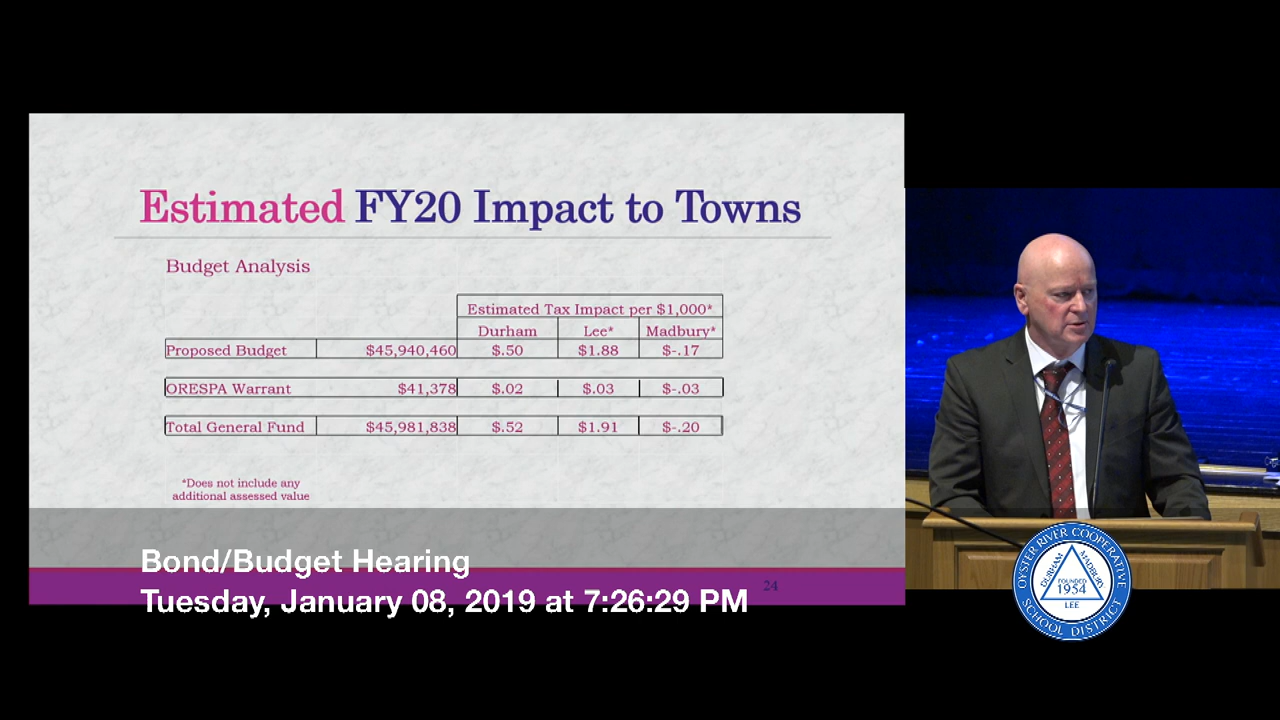 Estimated FY20 Impact to Towns
Budget Analysis
Estimated Tax Impact per $1,000*
Durham Lee* Madbury*
Proposed Budget $45,940,460 $.50 $1.88 $-.17
ORESPA Warrant $41,378 $.02 $.03 $-.03
Total General Fund $45,981,838 $.52 $1.91 $-.20
*Does not include any
additional assessed value
24
Bond/Budget Hearing
Tuesday, January 08, 2019 at 7:26:29 PM
OYSTER RIVER COOPERATIVE
SCHOOL DISTRICT
DURHAM
MADBURY
FOUNDED
1954
LEE